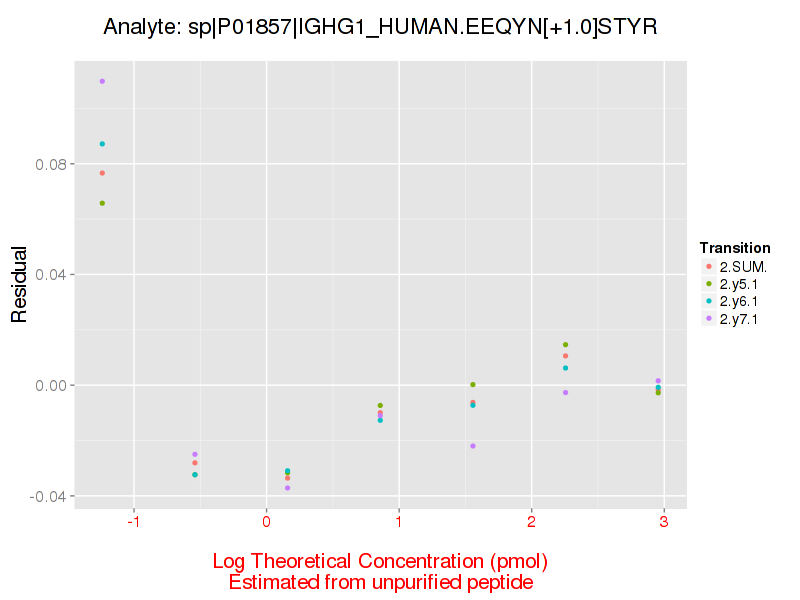 Analyte: sp|P01857|IGHG1_HUMAN.EEQYN[+1.0]STYR
Residual
0.08
0.04
0.00
-0.04
-1
0
1
2
3
Log Theoretical Concentration (pmol)
Estimated from unpurified peptide
Transition
2.SUM.
2.y5.1
2.y6.1
2.y7.1